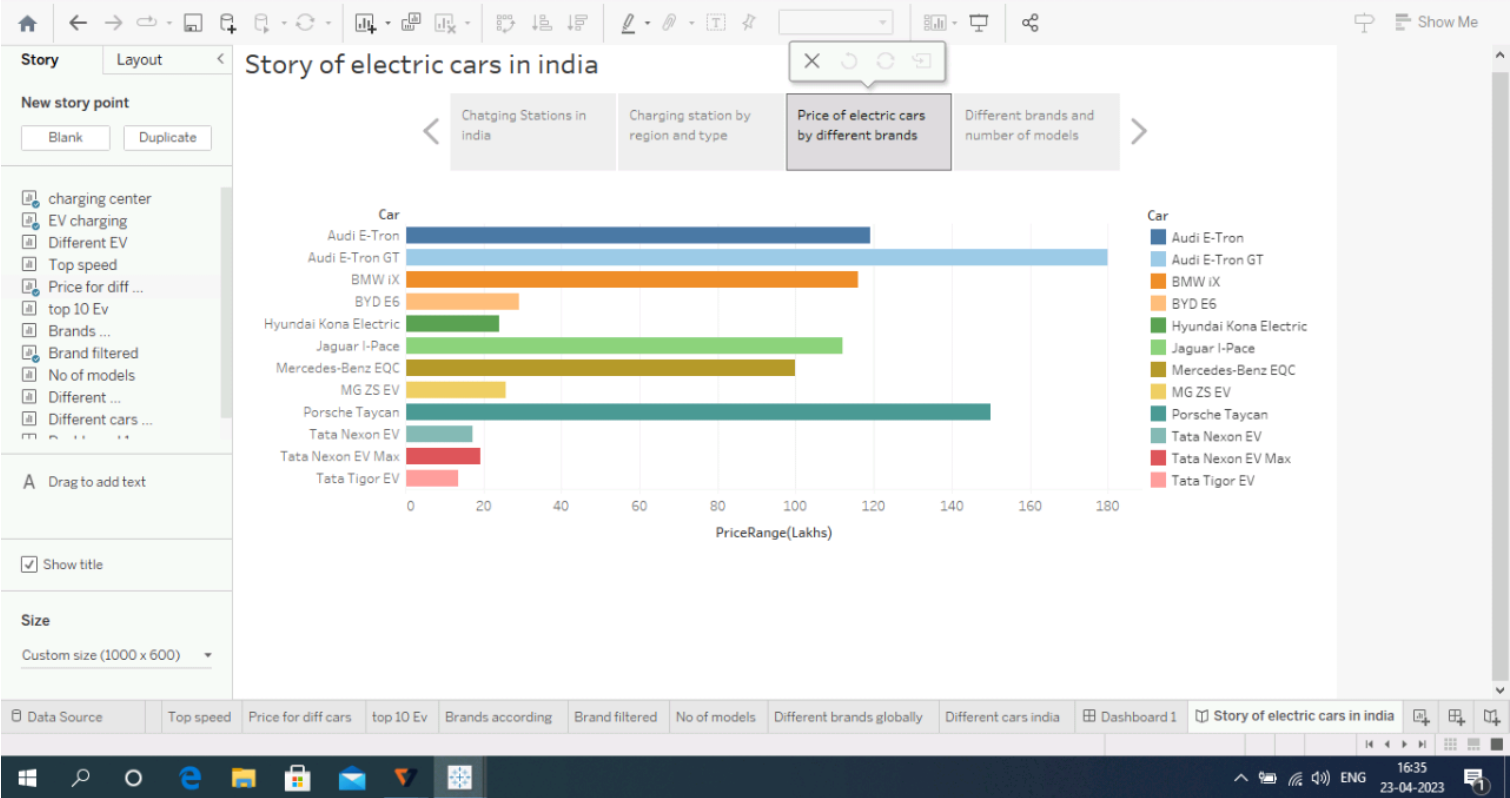 Show Me
Story
Layout
Story of electric cars in india
New story point
Blank
Duplicate
Chatging Stations in
india
Charging station by
region and type
Price of electric cars
by different brands
Different brands and
number of models
charging center
EV charging
Different EV
Top speed
Price for diff ...
top 10 Ev
Brands ...
Brand filtered
No of models
Different ...
Different cars ...
A Drag to add text
Show title
Size
Custom size (1000 x 600)
Car
Audi E-Tron
Audi E-Tron GT
BMW iX
BYD E6
Hyundai Kona Electric
Jaguar I-Pace
Mercedes-Benz EQC
MG ZS EV
Porsche Taycan
Tata Nexon EV
Tata Nexon EV Max
Tata Tigor EV
0 20 40 60 80 100 120 140 160 180
PriceRange(Lakhs)
Car
Audi E-Tron
Audi E-Tron GT
BMW iX
BYD E6
Hyundai Kona Electric
Jaguar I-Pace
Mercedes-Benz EQC
MG ZS EV
Porsche Taycan
Tata Nexon EV
Tata Nexon EV Max
Tata Tigor EV
Data Source Top speed Price for diff cars top 10 Ev Brands according Brand filtered No of models Different brands globally Different cars india Dashboard 1 Story of electric cars in india
ENG
16:35
23-04-2023
1